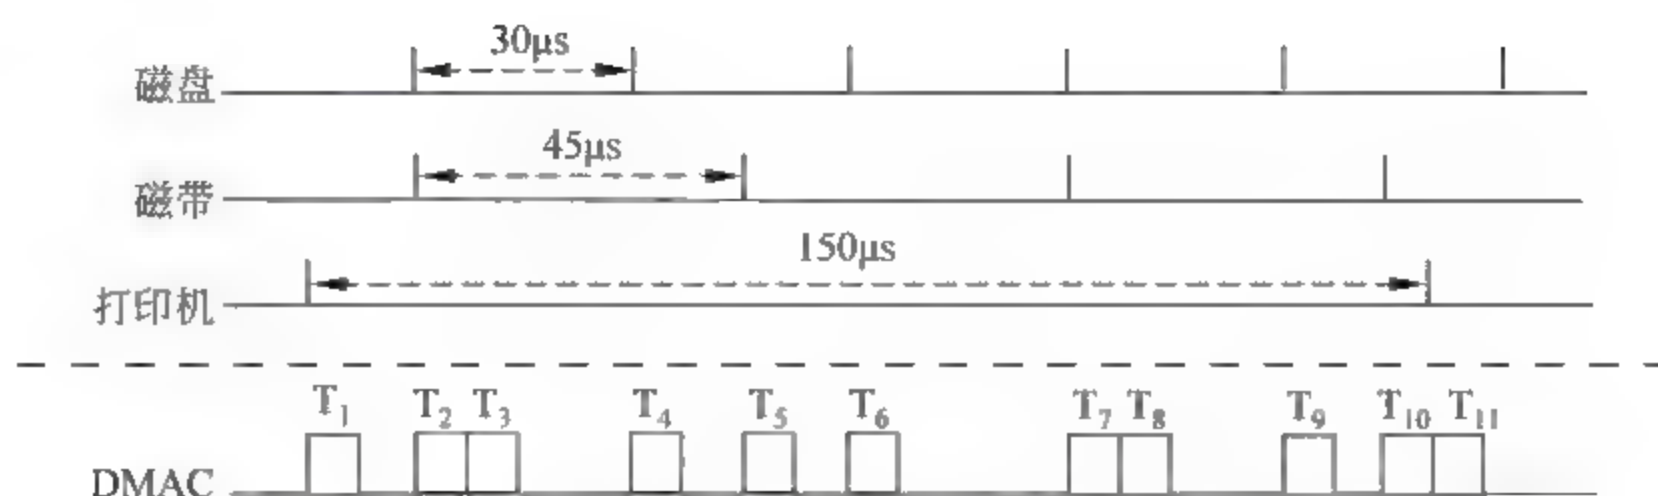 30μs
磁盘
45μs
磁带
150μs
打印机
T₁ T₂ T₃ T₄ T₅ T₆ T₇ T₈ T₉ T₁₀ T₁₁
DMAC